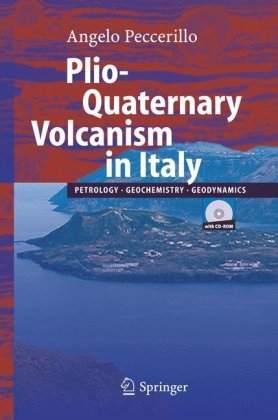 Angelo Peccerillo
Plio-
Quaternary
Volcanism
in Italy
PETROLOGY · GEOCHEMISTRY · GEODYNAMICS
with CD-ROM
Springer